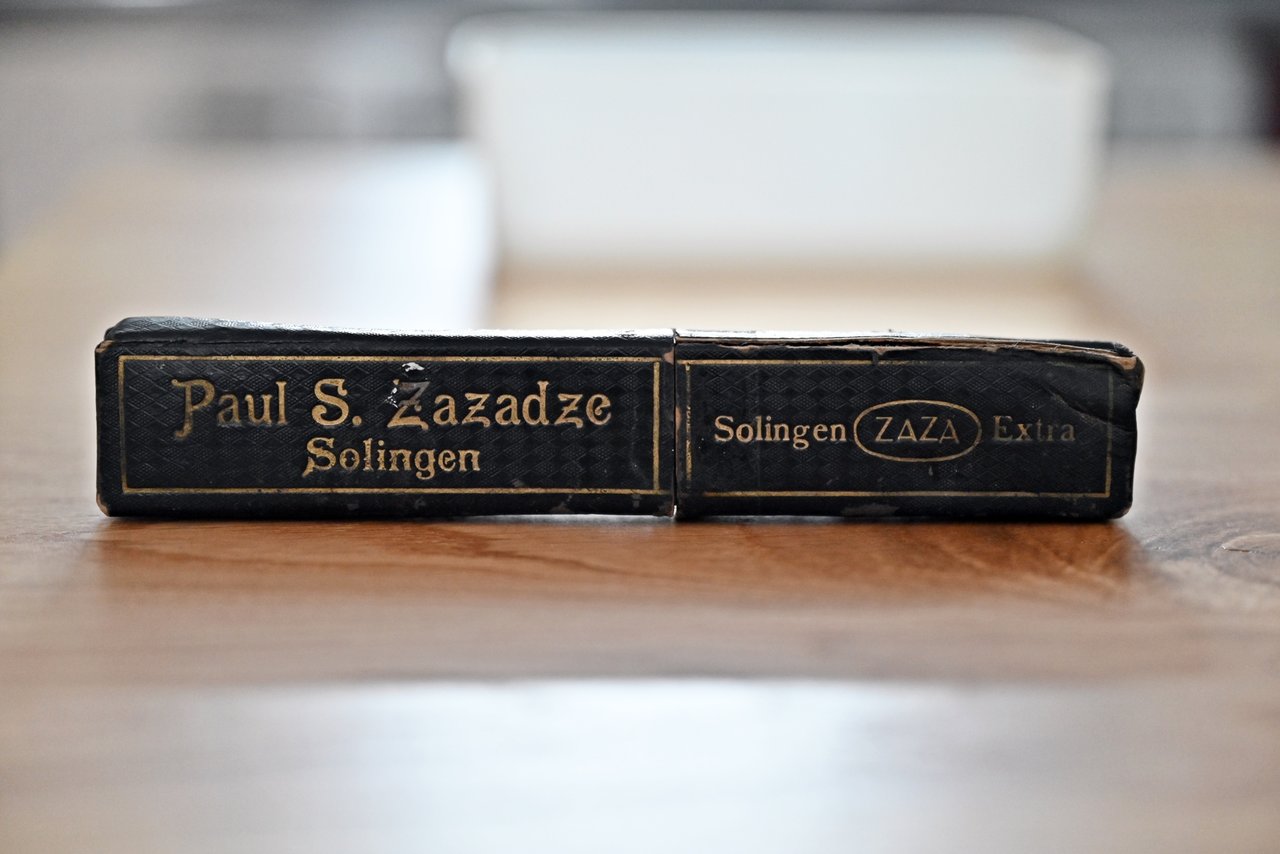 Paul S. Zazadze
Solingen
Solingen ZAZA Extra